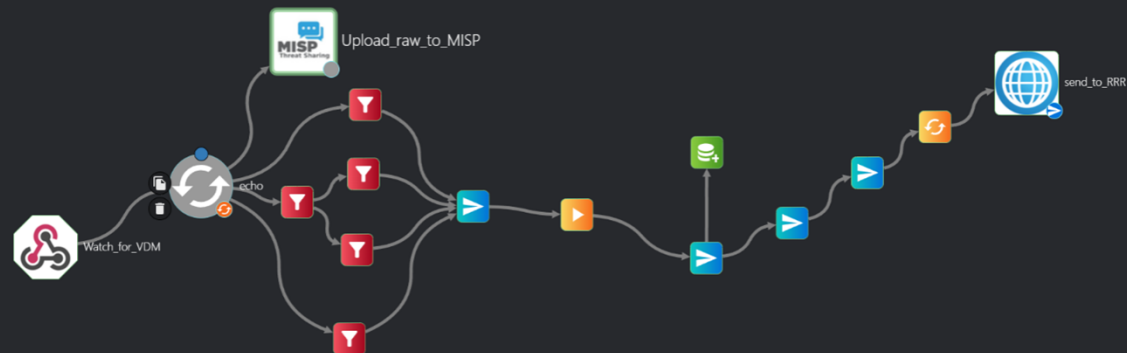 MISP
Threat Sharing
Upload_raw_to_MISP
send_to_RRR
echo
Watch_for_VDM